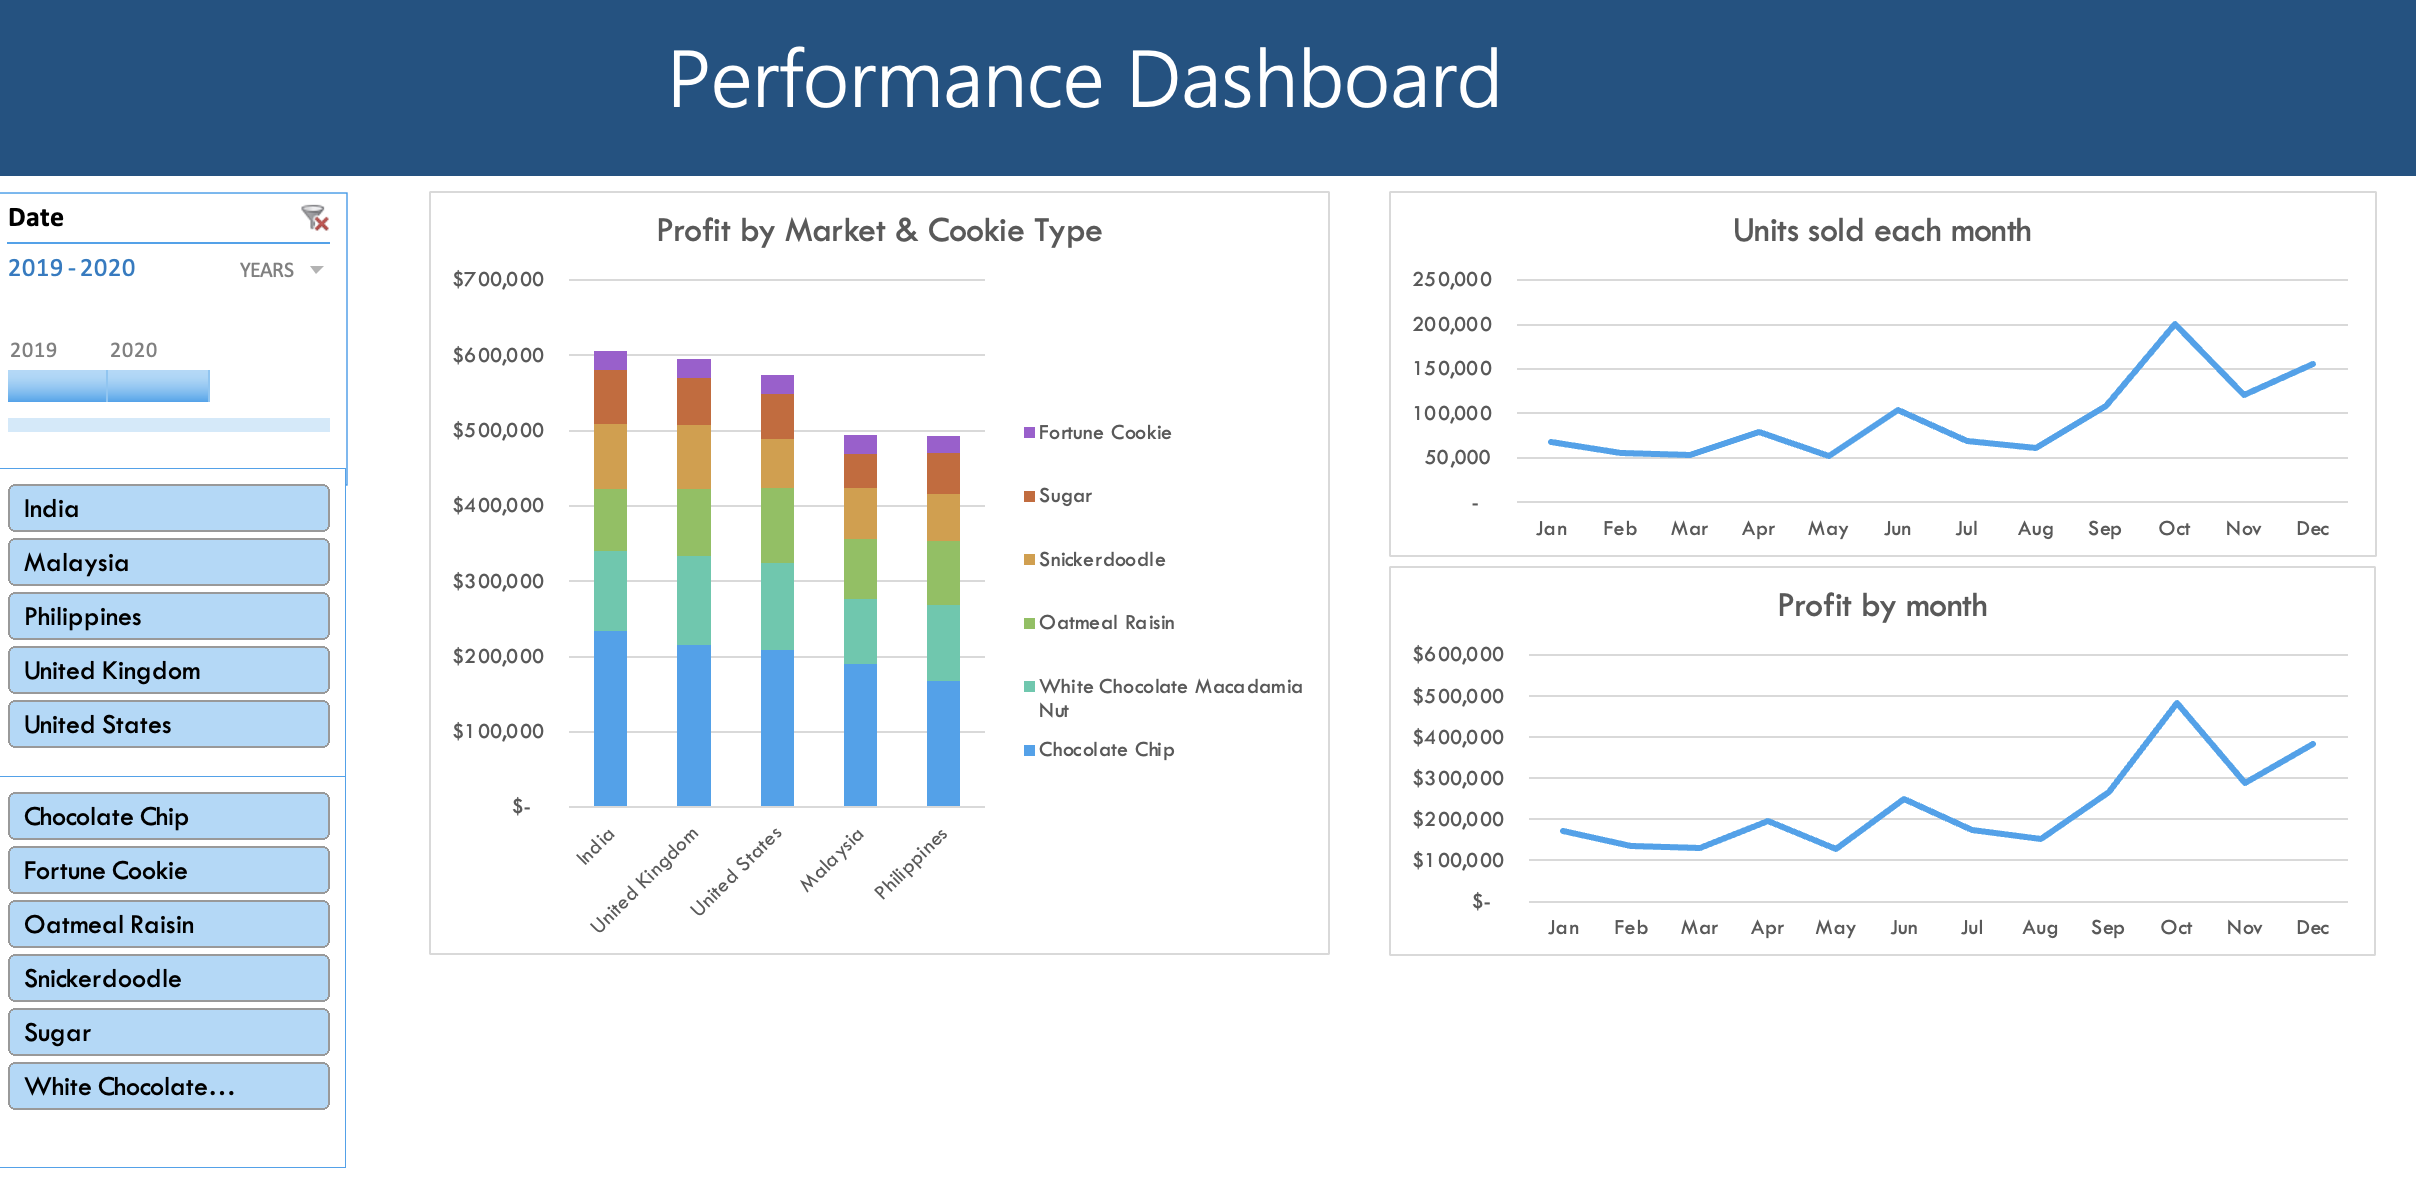 Performance Dashboard
Date
2019 - 2020
YEARS
2019
2020
India
Malaysia
Philippines
United Kingdom
United States
Chocolate Chip
Fortune Cookie
Oatmeal Raisin
Snickerdoodle
Sugar
White Chocolate...
Profit by Market & Cookie Type
$700,000
$600,000
$500,000
$400,000
$300,000
$200,000
$100,000
$-
India
United Kingdom
United States
Malaysia
Philippines
Fortune Cookie
Sugar
Snickerdoodle
Oatmeal Raisin
White Chocolate Macadamia
Nut
Chocolate Chip
Units sold each month
250,000
200,000
150,000
100,000
50,000
-
Jan Feb Mar Apr May Jun Jul Aug Sep Oct Nov Dec
Profit by month
$600,000
$500,000
$400,000
$300,000
$200,000
$100,000
$-
Jan Feb Mar Apr May Jun Jul Aug Sep Oct Nov Dec